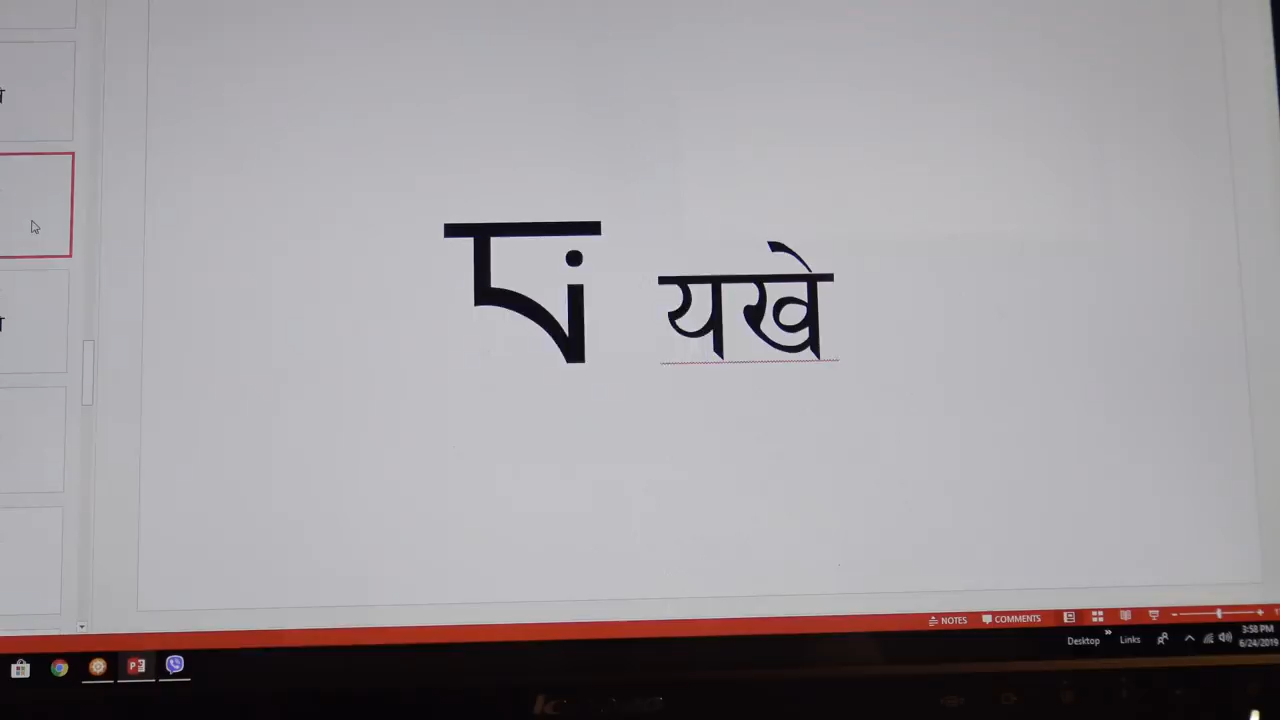 यखे
NOTES
COMMENTS
Desktop
Links
3:58 PM
6/24/2019